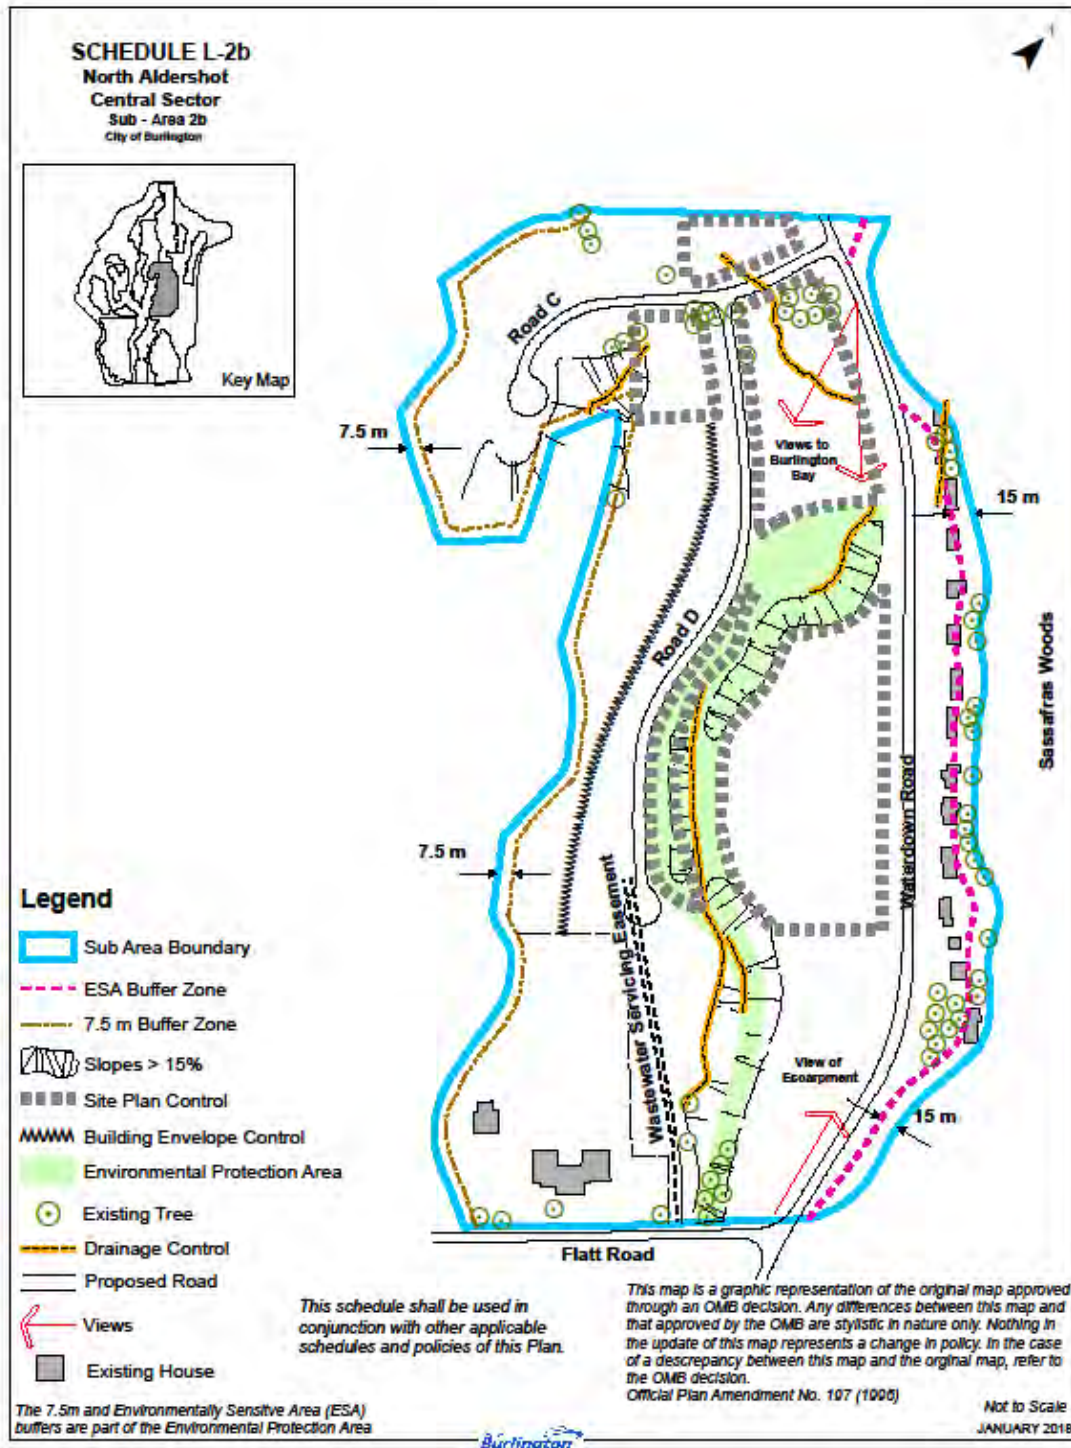 SCHEDULE L-2b
North Aldershot
Central Sector
Sub - Area 2b
City of Burlington
Key Map
Road C
7.5 m
Views to
Burlington
Bay
15 m
Road D
Sassafras Woods
Waterdown Road
7.5 m
Wastewater Servicing Easement
View of
Escarpment
15 m
Flatt Road
Legend
Sub Area Boundary
ESA Buffer Zone
7.5 m Buffer Zone
Slopes > 15%
Site Plan Control
Building Envelope Control
Environmental Protection Area
Existing Tree
Drainage Control
Proposed Road
Views
Existing House
This schedule shall be used in
conjunction with other applicable
schedules and policies of this Plan.
This map is a graphic representation of the original map approved
through an OMB decision. Any differences between this map and
that approved by the OMB are stylistic in nature only. Nothing in
the update of this map represents a change in policy. In the case
of a descrepancy between this map and the orginal map, refer to
the OMB decision.
Official Plan Amendment No. 197 (1996)
The 7.5m and Environmentally Sensitve Area (ESA)
buffers are part of the Environmental Protection Area
Not to Scale
JANUARY 2018
Burlington